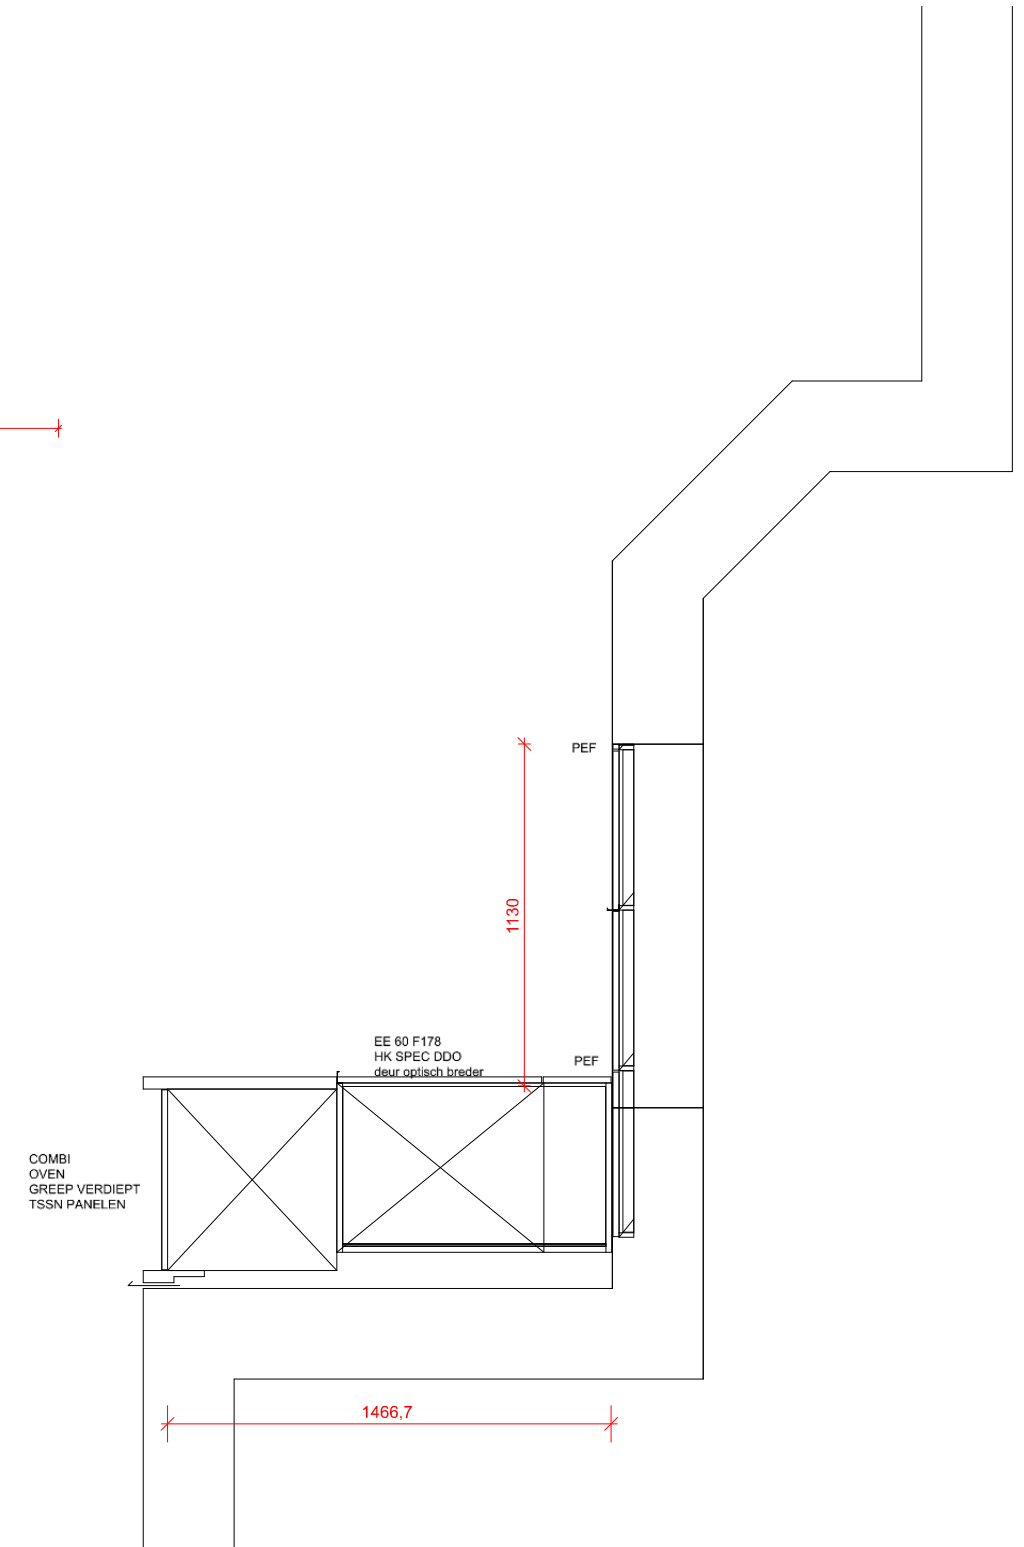 PEF
1130
EE 60 F178
HK SPEC DDO
deur optisch breder
PEF
COMBI
OVEN
GREEP VERDIEPT
TSSN PANELEN
1466,7